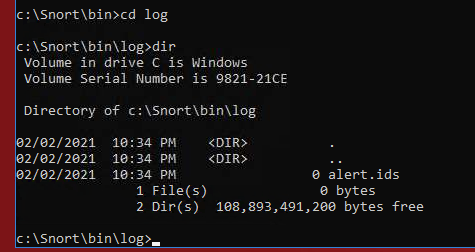 c:\Snort\bin>cd log
c:\Snort\bin\log>dir
 Volume in drive C is Windows
 Volume Serial Number is 9821-21CE
 Directory of c:\Snort\bin\log
02/02/2021  10:34 PM    <DIR>          .
02/02/2021  10:34 PM    <DIR>          ..
02/02/2021  10:34 PM                 0 alert.ids
               1 File(s)              0 bytes
               2 Dir(s)  108,893,491,200 bytes free
c:\Snort\bin\log>